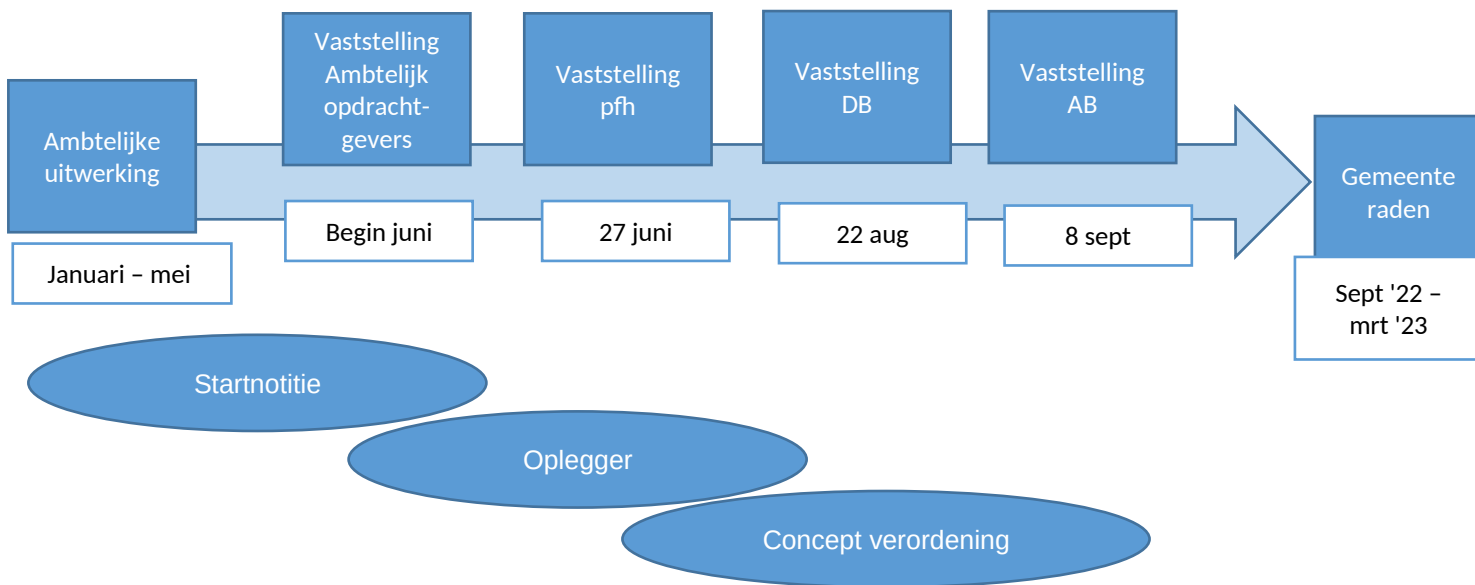 Ambtelijke
uitwerking
Januari – mei
Vaststelling
Ambtelijk
opdracht-
gevers
Begin juni
Vaststelling
pfh
27 juni
Vaststelling
DB
22 aug
Vaststelling
AB
8 sept
Gemeente
raden
Sept '22 –
mrt '23
Startnotitie
Oplegger
Concept verordening